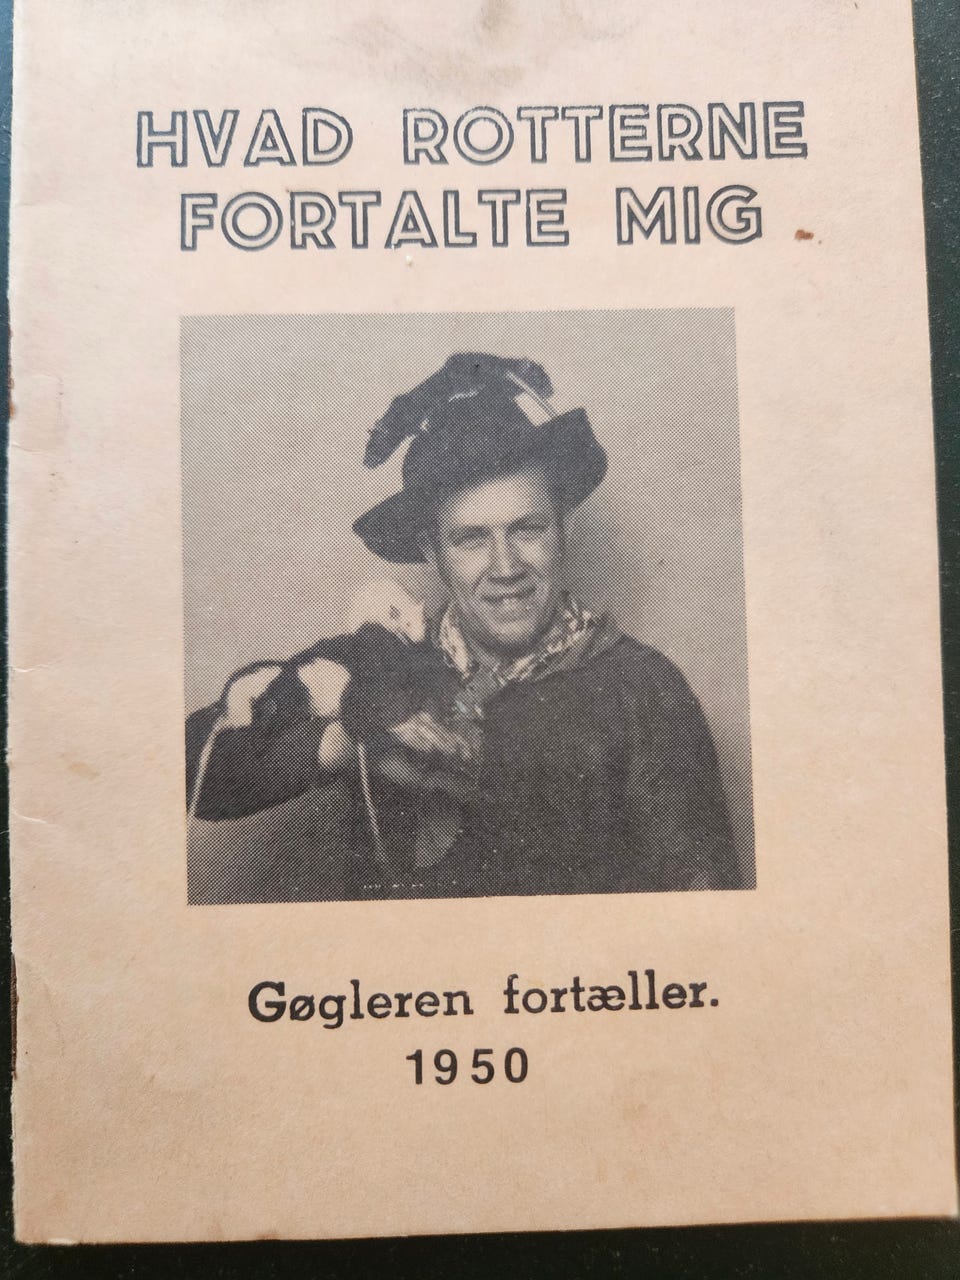 HVAD ROTTERNE
FORTALTE MIG
Gøgleren fortæller.
1950